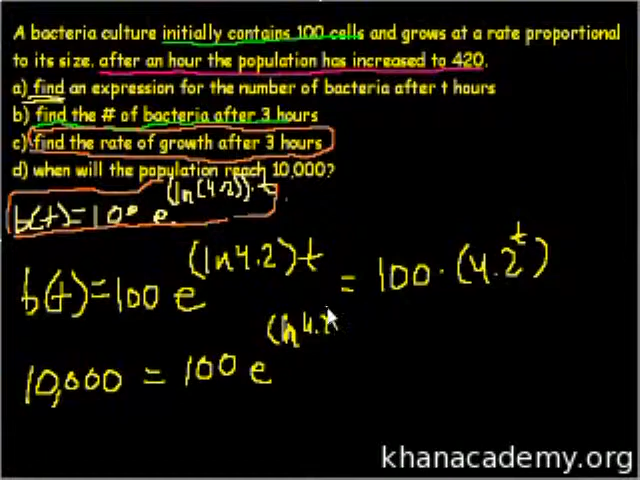 A bacteria culture initially contains 100 cells and grows at a rate proportional
to its size. after an hour the population has increased to 420.
a) find an expression for the number of bacteria after t hours
b) find the # of bacteria after 3 hours
c) find the rate of growth after 3 hours
d) when will the population reach 10,000?
b(t)=100 e^(ln(4.2))·t
b(t)=100 e^(ln4.2)t = 100·(4.2^t)
10,000 = 100 e^(ln4.2
khanacademy.org